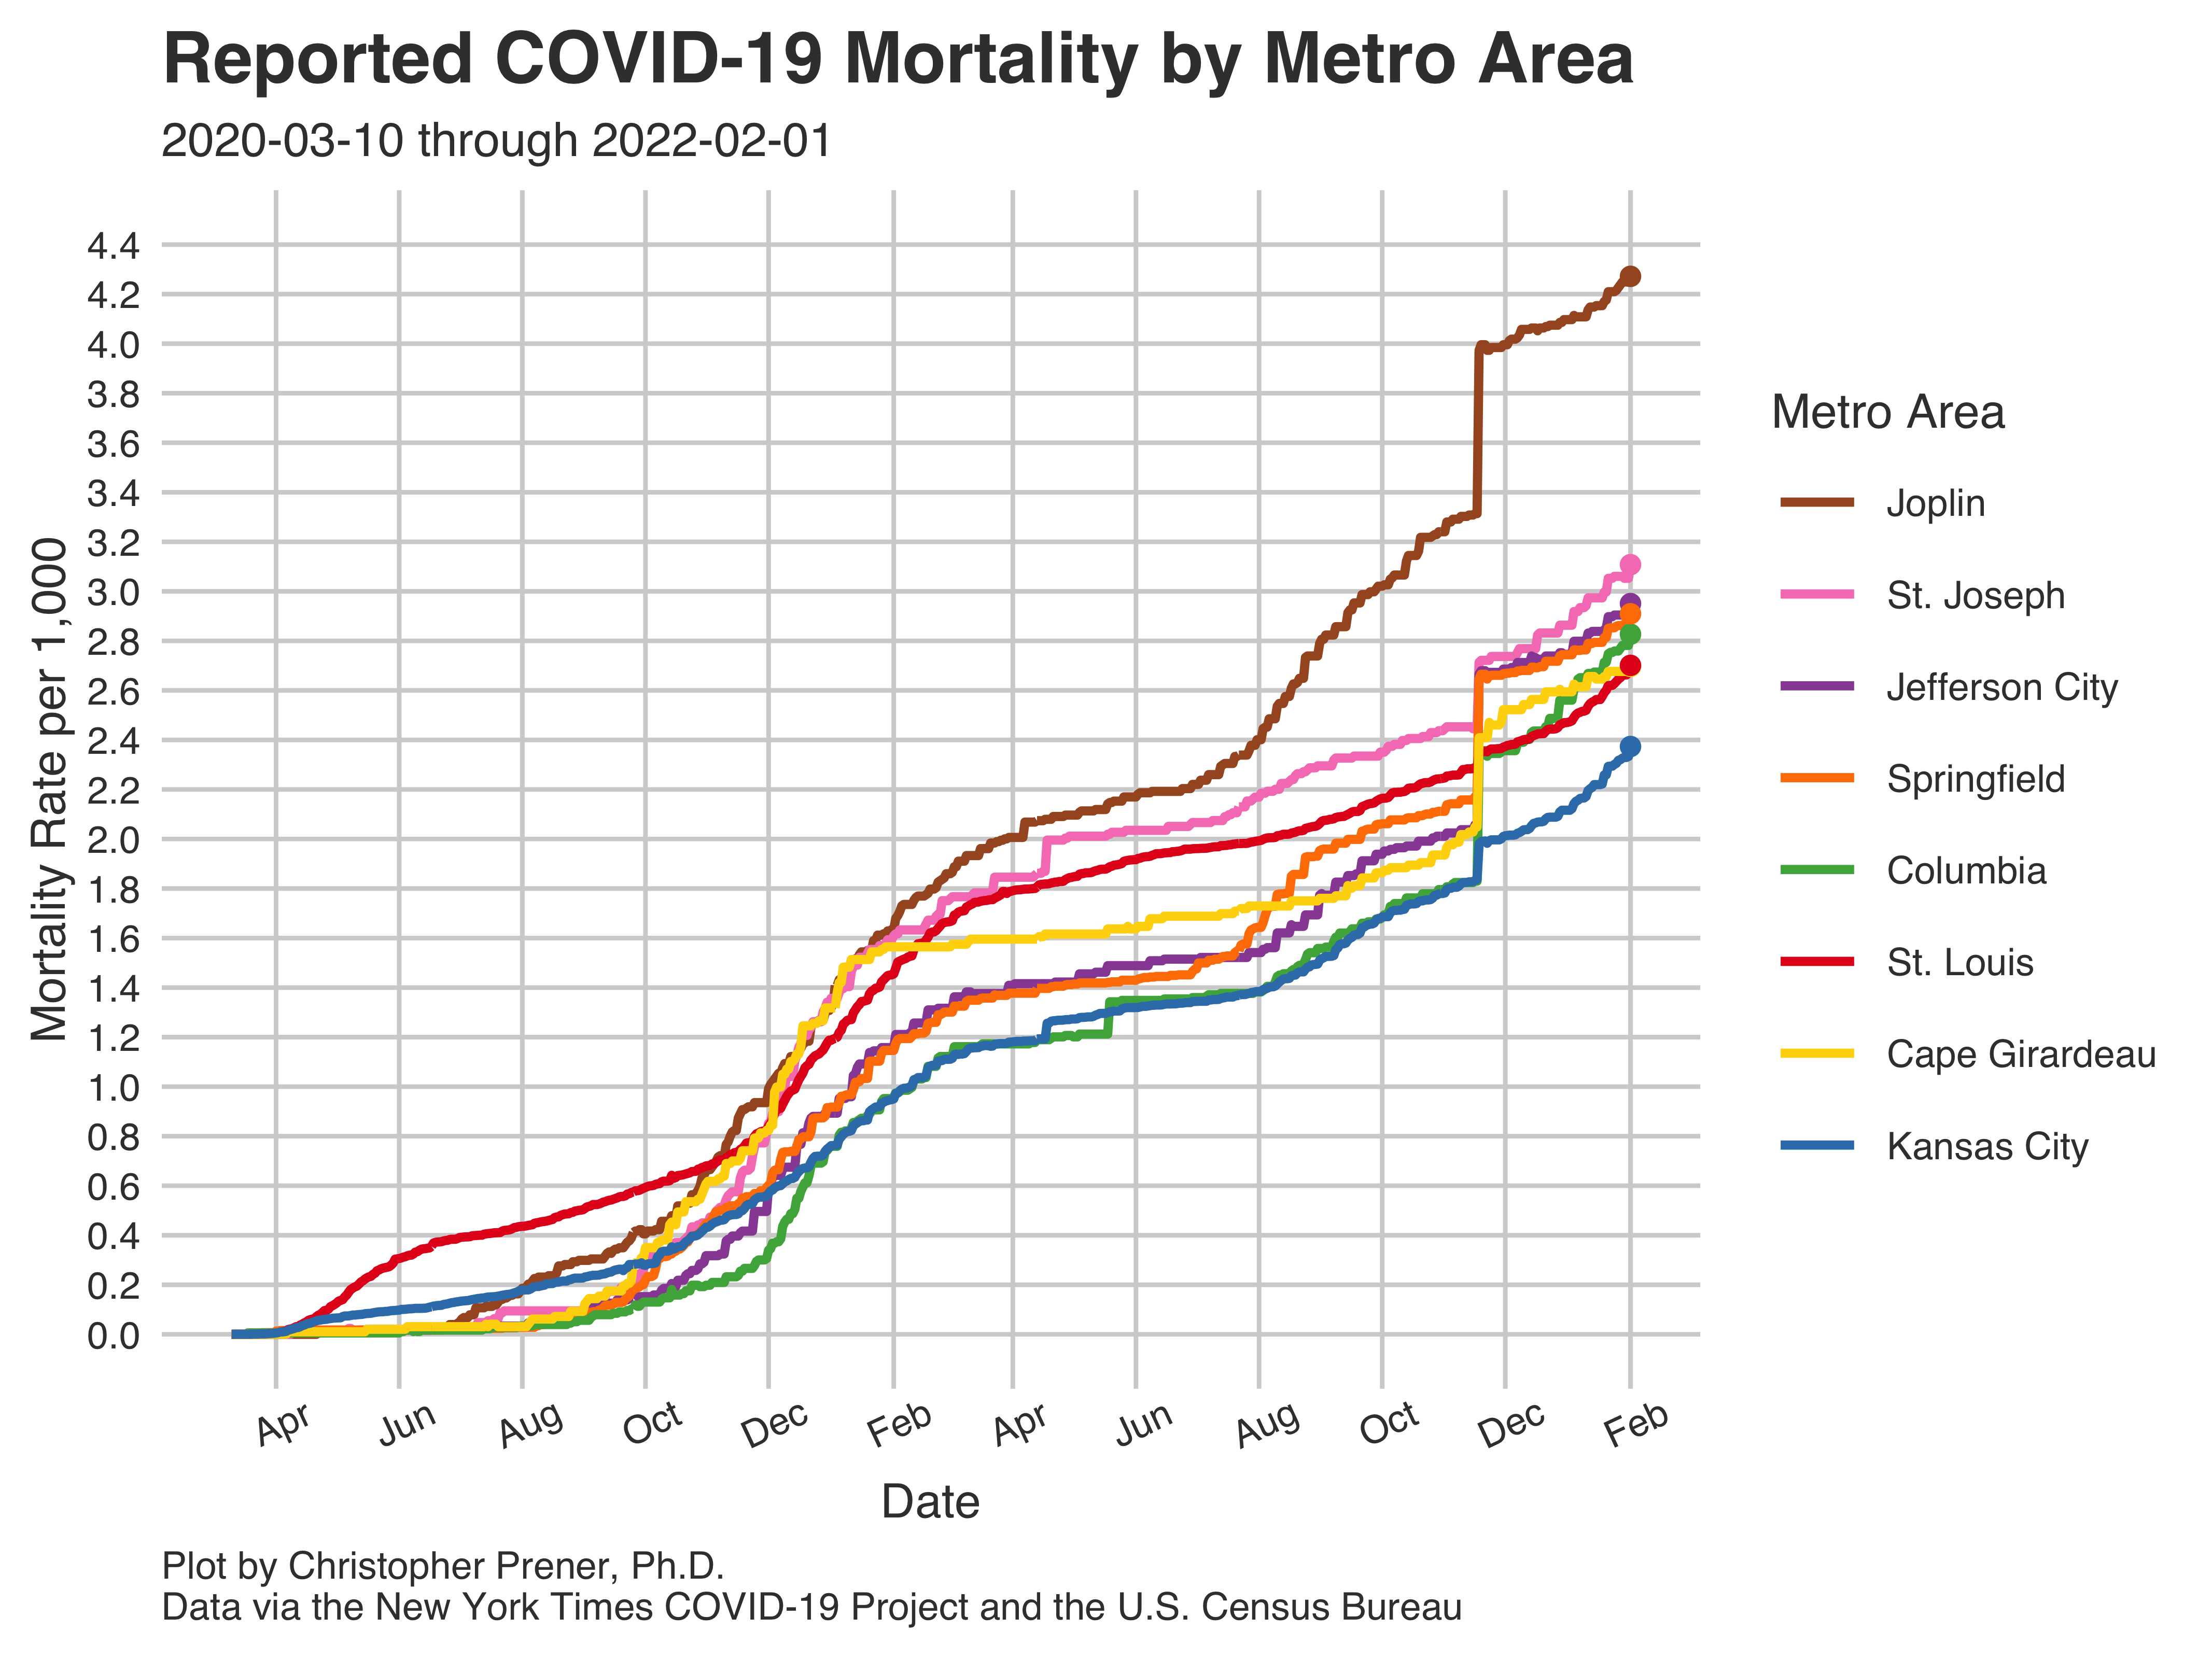 Reported COVID-19 Mortality by Metro Area
2020-03-10 through 2022-02-01
Mortality Rate per 1,000
4.4
4.2
4.0
3.8
3.6
3.4
3.2
3.0
2.8
2.6
2.4
2.2
2.0
1.8
1.6
1.4
1.2
1.0
0.8
0.6
0.4
0.2
0.0
Apr Jun Aug Oct Dec Feb Apr Jun Aug Oct Dec Feb
Date
Metro Area
Joplin
St. Joseph
Jefferson City
Springfield
Columbia
St. Louis
Cape Girardeau
Kansas City
Plot by Christopher Prener, Ph.D.
Data via the New York Times COVID-19 Project and the U.S. Census Bureau